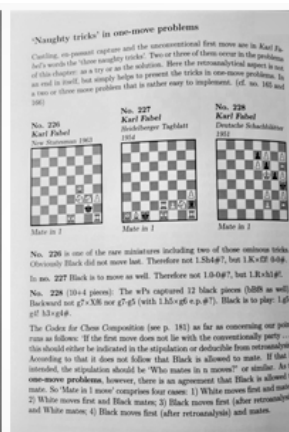 'Naughty tricks' in one-move problems
Castling, en-passant capture and the unconventional first move are in Karl Fa-
bel's words the 'three naughty tricks'. Two or three of them occur in the problems
of this chapter: as a try or as the solution. Here the retroanalytical aspect is not
an end in itself, but simply helps to present the tricks in one-move problems. In
a two or three move problem that is rather easy to implement. (cf. no. 165 and
166)
No. 226
Karl Fabel
New Statesman 1963
Mate in 1
No. 227
Karl Fabel
Heidelberger Tagblatt
1954
Mate in 1
No. 228
Karl Fabel
Deutsche Schachblätter
1951
Mate in 1
No. 226 is one of the rare miniatures including two of those ominous tricks.
Obviously Black did not move last. Therefore not 1.Sb4#?, but 1.K×f2! 0-0#.
In no. 227 Black is to move as well. Therefore not 1.0-0#?, but 1.R×h1#!.
No. 228 (10+4 pieces): The wPs captured 12 black pieces
Backward not g7×X/6 nor g7-g5 (with 1.h5×g6 e.p.#?). Black is to play:
g4! h3×g4#.
The Codex for Chess Composition (see p. 181) as far as concerning our
runs as follows: 'If the first move does not lie with the conventionally party
this should either be indicated in the stipulation or deducible from retroanalysis
According to that it does not follow that Black is allowed to mate. If that
intended, the stipulation should be 'Who mates in n moves?' or similar. As
one-move problems, however, there is an agreement that Black is allowed
mate. So 'Mate in 1 move' comprises four cases: 1) White moves first and
2) White moves first and Black mates; 3) Black moves first (after retroanalysis
and White mates; 4) Black moves first (after retroanalysis) and mates.